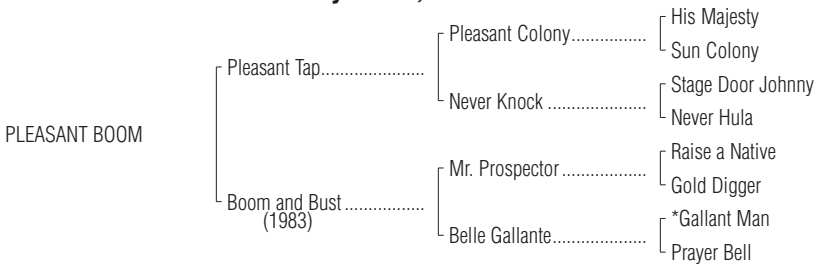 His Majesty
Pleasant Colony................
Sun Colony
Pleasant Tap......................
Stage Door Johnny
Never Knock .....................
Never Hula
PLEASANT BOOM
Raise a Native
Mr. Prospector..................
Gold Digger
Boom and Bust.................
(1983)
*Gallant Man
Belle Gallante....................
Prayer Bell